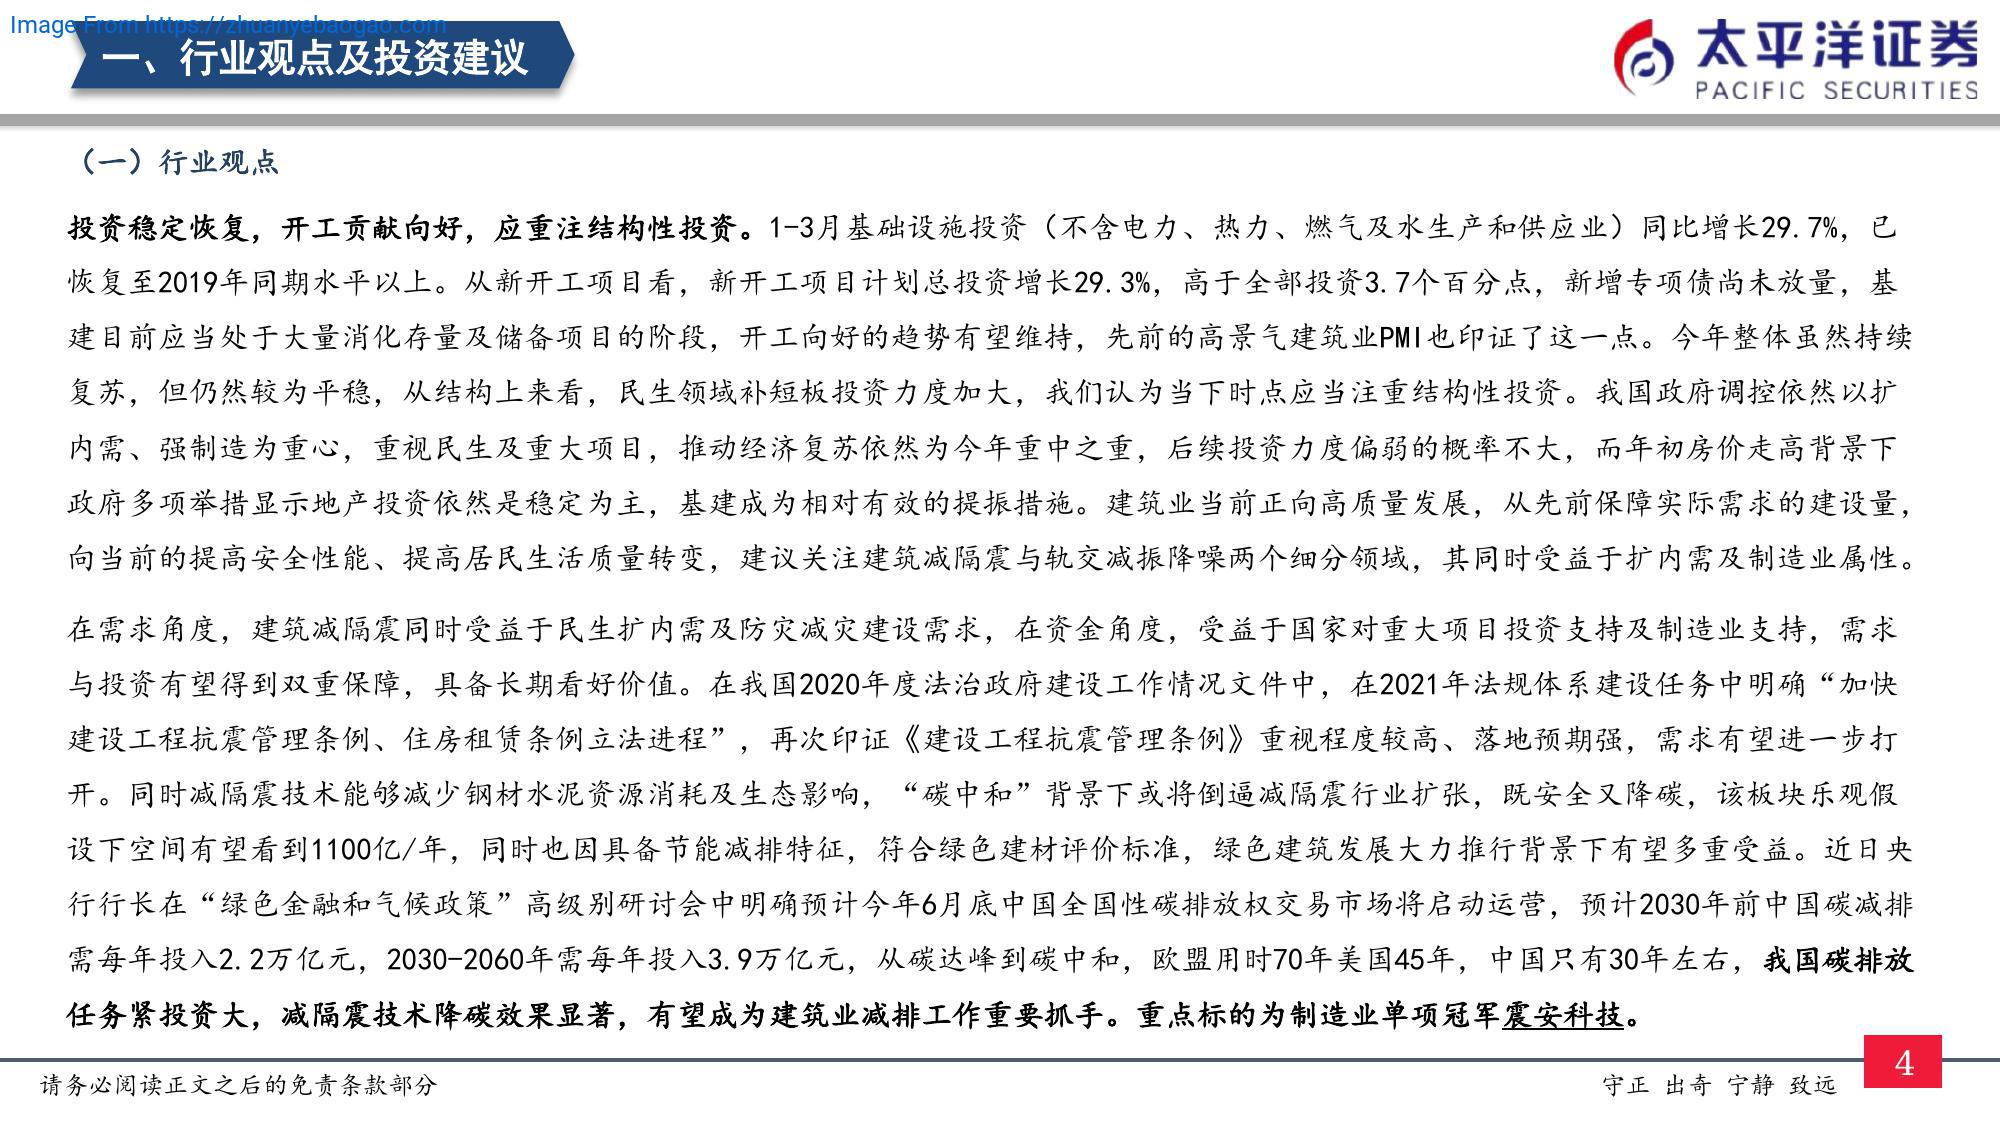 Image From https://zhuanyebaogao.com
一、行业观点及投资建议
太平洋证券
PACIFIC SECURITIES
（一）行业观点
投资稳定恢复，开工贡献向好，应重注结构性投资。1-3月基础设施投资（不含电力、热力、燃气及水生产和供应业）同比增长29.7%，已
恢复至2019年同期水平以上。从新开工项目看，新开工项目计划总投资增长29.3%，高于全部投资3.7个百分点，新增专项债尚未放量，基
建目前应当处于大量消化存量及储备项目的阶段，开工向好的趋势有望维持，先前的高景气建筑业PMI也印证了这一点。今年整体虽然持续
复苏，但仍然较为平稳，从结构上来看，民生领域补短板投资力度加大，我们认为当下时点应当注重结构性投资。我国政府调控依然以扩
内需、强制造为重心，重视民生及重大项目，推动经济复苏依然为今年重中之重，后续投资力度偏弱的概率不大，而年初房价走高背景下
政府多项举措显示地产投资依然是稳定为主，基建成为相对有效的提振措施。建筑业当前正向高质量发展，从先前保障实际需求的建设量，
向当前的提高安全性能、提高居民生活质量转变，建议关注建筑减隔震与轨交减振降噪两个细分领域，其同时受益于扩内需及制造业属性。
在需求角度，建筑减隔震同时受益于民生扩内需及防灾减灾建设需求，在资金角度，受益于国家对重大项目投资支持及制造业支持，需求
与投资有望得到双重保障，具备长期看好价值。在我国2020年度法治政府建设工作情况文件中，在2021年法规体系建设任务中明确“加快
建设工程抗震管理条例、住房租赁条例立法进程”，再次印证《建设工程抗震管理条例》重视程度较高、落地预期强，需求有望进一步打
开。同时减隔震技术能够减少钢材水泥资源消耗及生态影响，“碳中和”背景下或将倒逼减隔震行业扩张，既安全又降碳，该板块乐观假
设下空间有望看到1100亿/年，同时也因具备节能减排特征，符合绿色建材评价标准，绿色建筑发展大力推行背景下有望多重受益。近日央
行行长在“绿色金融和气候政策”高级别研讨会中明确预计今年6月底中国全国性碳排放权交易市场将启动运营，预计2030年前中国碳减排
需每年投入2.2万亿元，2030-2060年需每年投入3.9万亿元，从碳达峰到碳中和，欧盟用时70年美国45年，中国只有30年左右，我国碳排放
任务紧投资大，减隔震技术降碳效果显著，有望成为建筑业减排工作重要抓手。重点标的为制造业单项冠军震安科技。
请务必阅读正文之后的免责条款部分
守正 出奇 宁静 致远
4